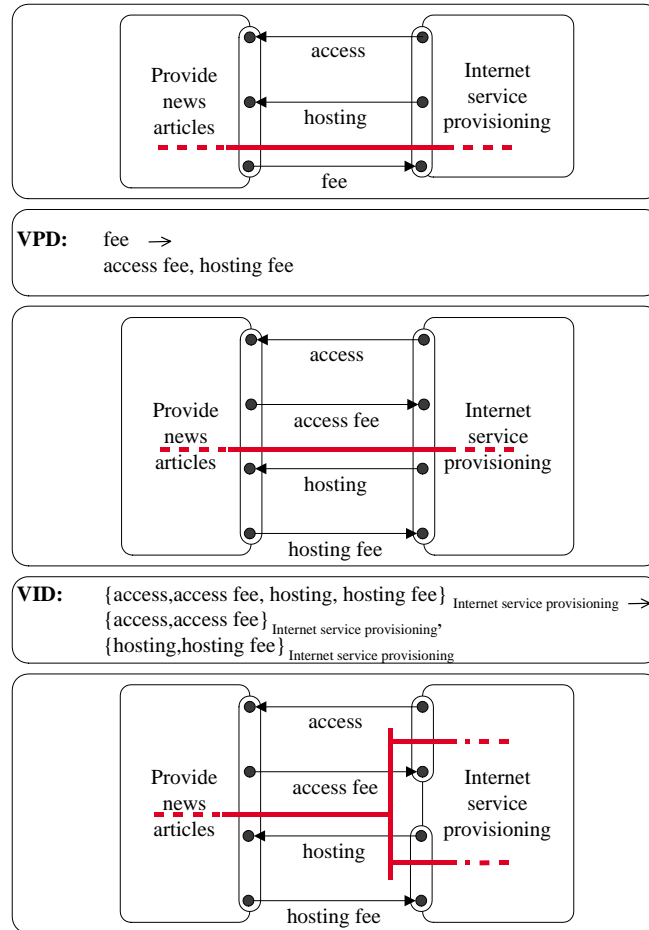 access
Provide
news
articles
Internet
service
provisioning
hosting
fee
VPD: fee →
access fee, hosting fee
access
Provide
news
articles
access fee
Internet
service
provisioning
hosting
hosting fee
VID: {access,access fee, hosting, hosting fee} Internet service provisioning →
{access,access fee} Internet service provisioning,
{hosting,hosting fee} Internet service provisioning
access
Provide
news
articles
access fee
Internet
service
provisioning
hosting
hosting fee